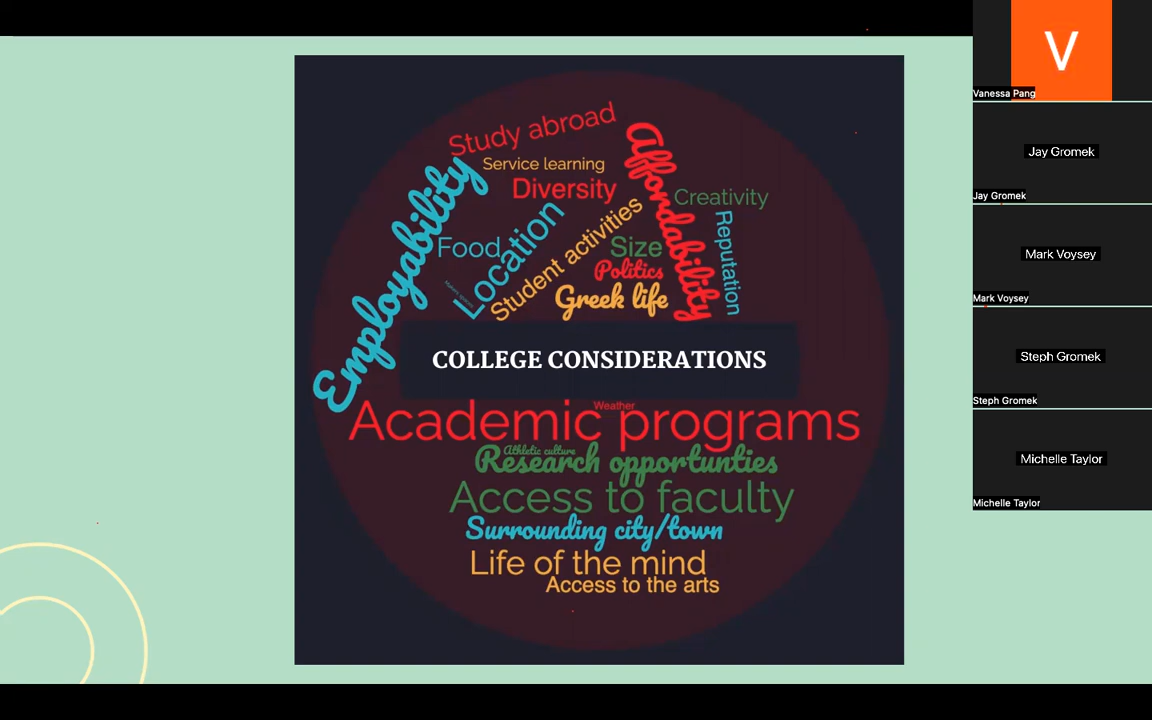 Study abroad
Service learning
Diversity
Affordability
Creativity
Reputation
Employability
Food
Location
Student activities
Size
Politics
Greek life
COLLEGE CONSIDERATIONS
Weather
Academic programs
Athletic culture
Research opportunties
Access to faculty
Surrounding city/town
Life of the mind
Access to the arts
V
Vanessa Pang
Jay Gromek
Jay Gromek
Mark Voysey
Mark Voysey
Steph Gromek
Steph Gromek
Michelle Taylor
Michelle Taylor